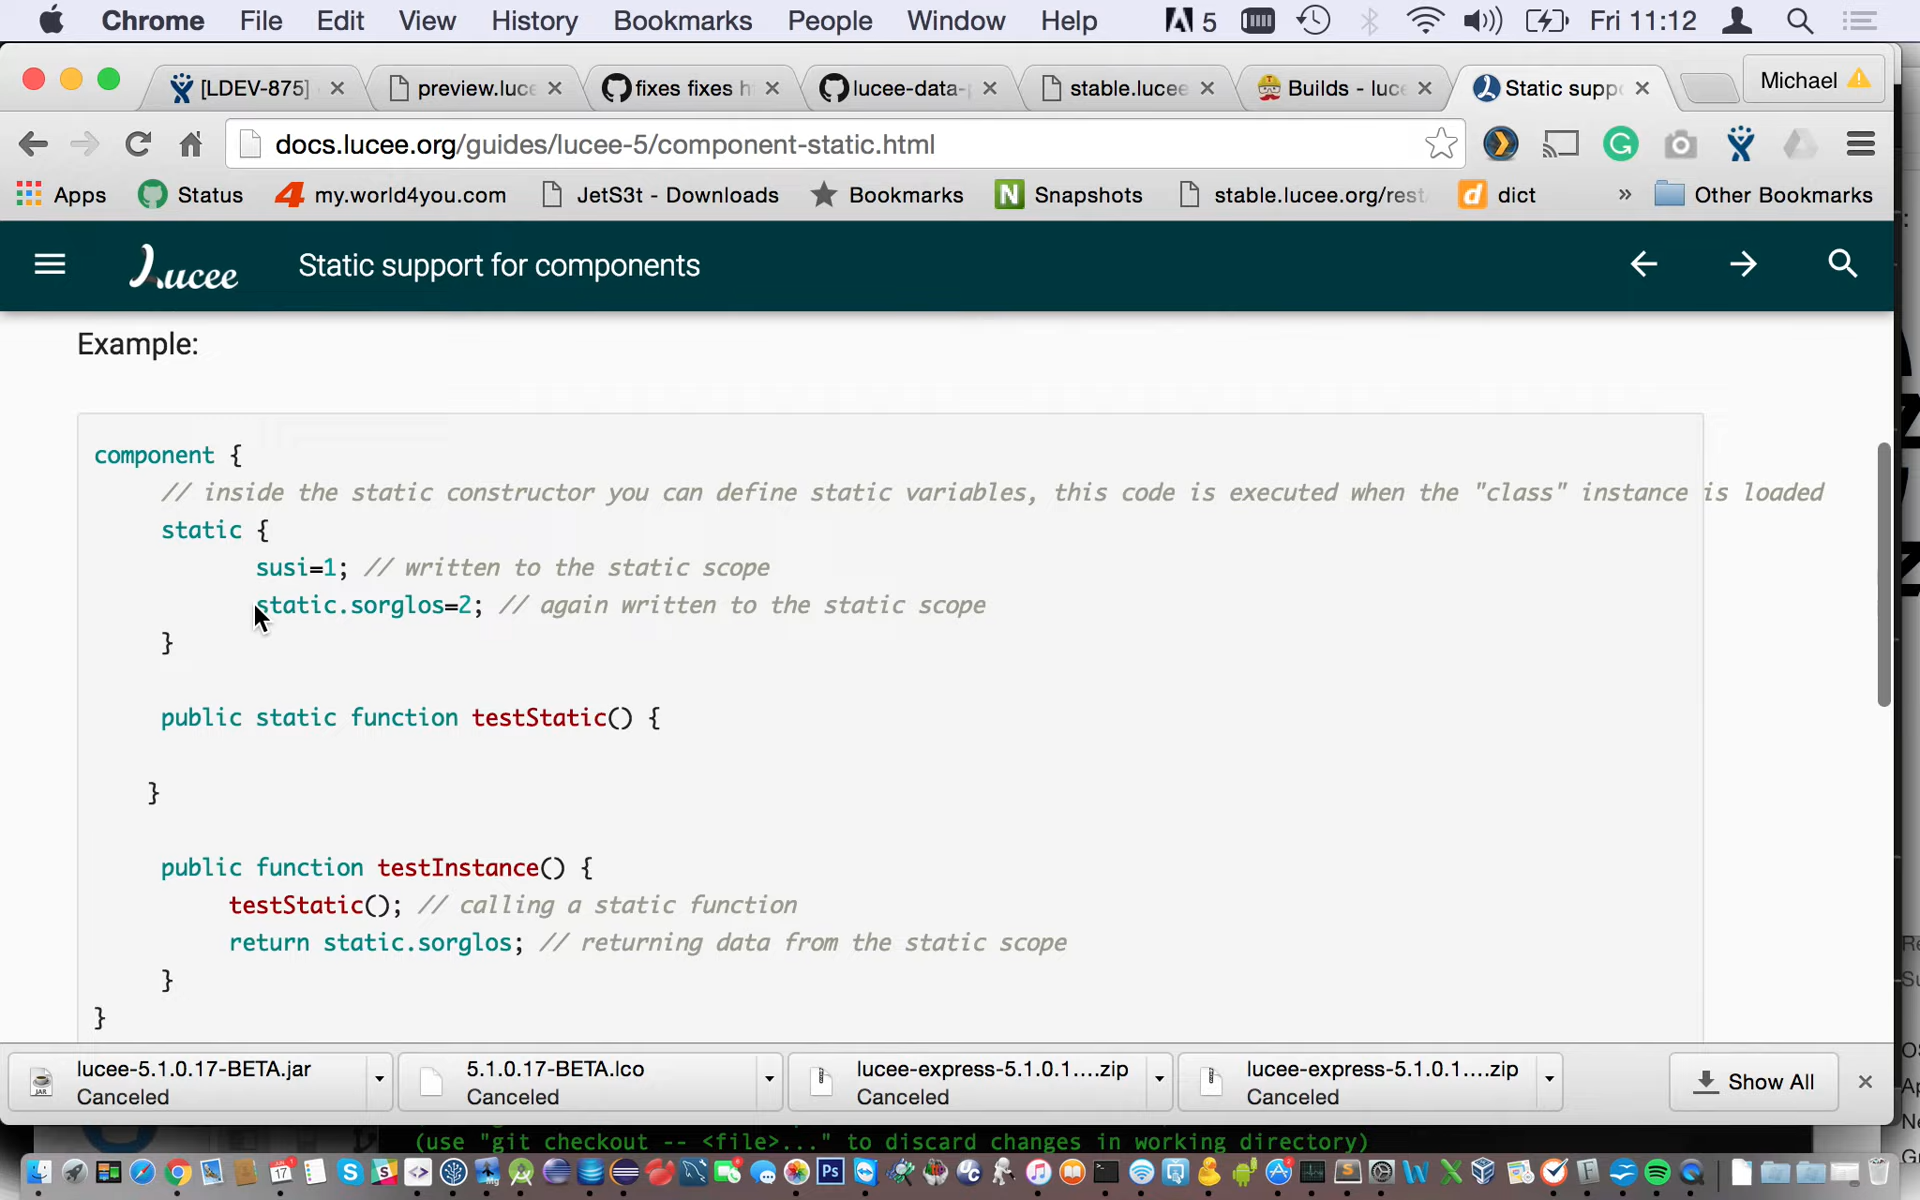 Chrome File Edit View History Bookmarks People Window Help 5 Fri 11:12
[LDEV-875] preview.luce fixes fixes h lucee-data- stable.lucee Builds - luce Static supp Michael
docs.lucee.org/guides/lucee-5/component-static.html
Apps Status my.world4you.com JetS3t - Downloads Bookmarks Snapshots stable.lucee.org/rest dict » Other Bookmarks
Lucee Static support for components
Example:
component {
// inside the static constructor you can define static variables, this code is executed when the "class" instance is loaded
static {
susi=1; // written to the static scope
static.sorglos=2; // again written to the static scope
}
public static function testStatic() {
}
public function testInstance() {
testStatic(); // calling a static function
return static.sorglos; // returning data from the static scope
}
}
lucee-5.1.0.17-BETA.jar 5.1.0.17-BETA.lco lucee-express-5.1.0.1....zip lucee-express-5.1.0.1....zip Show All
Canceled Canceled Canceled Canceled
(use "git checkout -- <file>..." to discard changes in working directory)